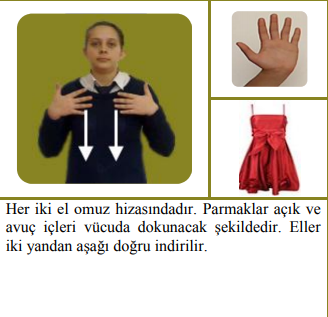 Her iki el omuz hizasındadır. Parmaklar açık ve
avuç içleri vücuda dokunacak şekildedir. Eller
iki yandan aşağı doğru indirilir.